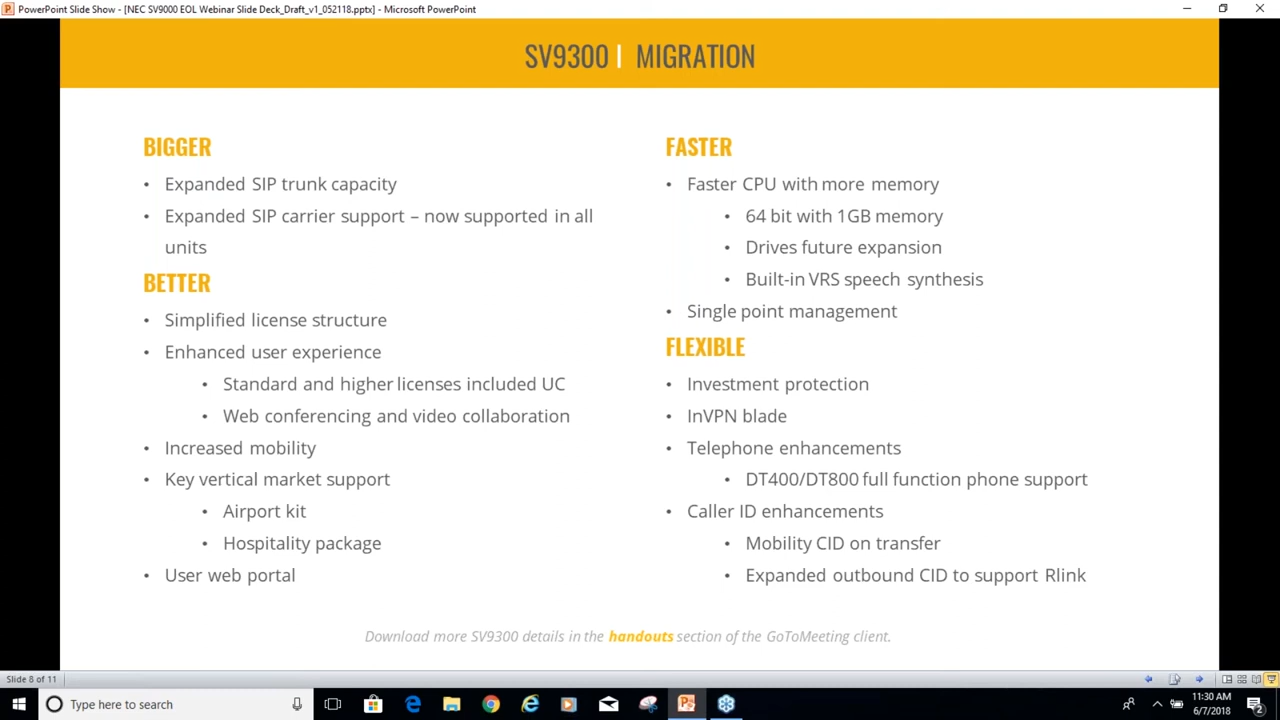 PowerPoint Slide Show - [NEC SV9000 EOL Webinar Slide Deck_Draft_v1_052118.pptx] - Microsoft PowerPoint
SV9300 | MIGRATION
BIGGER
• Expanded SIP trunk capacity
• Expanded SIP carrier support – now supported in all
units
BETTER
• Simplified license structure
• Enhanced user experience
• Standard and higher licenses included UC
• Web conferencing and video collaboration
• Increased mobility
• Key vertical market support
• Airport kit
• Hospitality package
• User web portal
FASTER
• Faster CPU with more memory
• 64 bit with 1GB memory
• Drives future expansion
• Built-in VRS speech synthesis
• Single point management
FLEXIBLE
• Investment protection
• InVPN blade
• Telephone enhancements
• DT400/DT800 full function phone support
• Caller ID enhancements
• Mobility CID on transfer
• Expanded outbound CID to support Rlink
Download more SV9300 details in the handouts section of the GoToMeeting client.
Slide 8 of 11
Type here to search
11:30 AM
6/7/2018
2